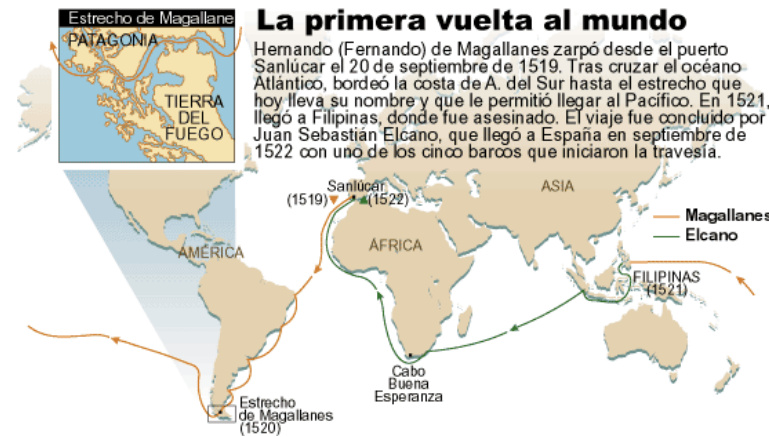 Estrecho de Magallane
PATAGONIA
TIERRA
DEL
FUEGO
La primera vuelta al mundo
Hernando (Fernando) de Magallanes zarpó desde el puerto
Sanlúcar el 20 de septiembre de 1519. Tras cruzar el océano
Atlántico, bordeó la costa de A. del Sur hasta el estrecho que
hoy lleva su nombre y que le permitió llegar al Pacífico. En 1521,
llegó a Filipinas, donde fue asesinado. El viaje fue concluido por
Juan Sebastián Elcano, que llegó a España en septiembre de
1522 con uno de los cinco barcos que iniciaron la travesía.
Sanlúcar
(1519)
(1522)
ASIA
Magallanes
Elcano
AMÉRICA
ÁFRICA
FILIPINAS
(1521)
Cabo
Buena
Esperanza
Estrecho
de Magallanes
(1520)